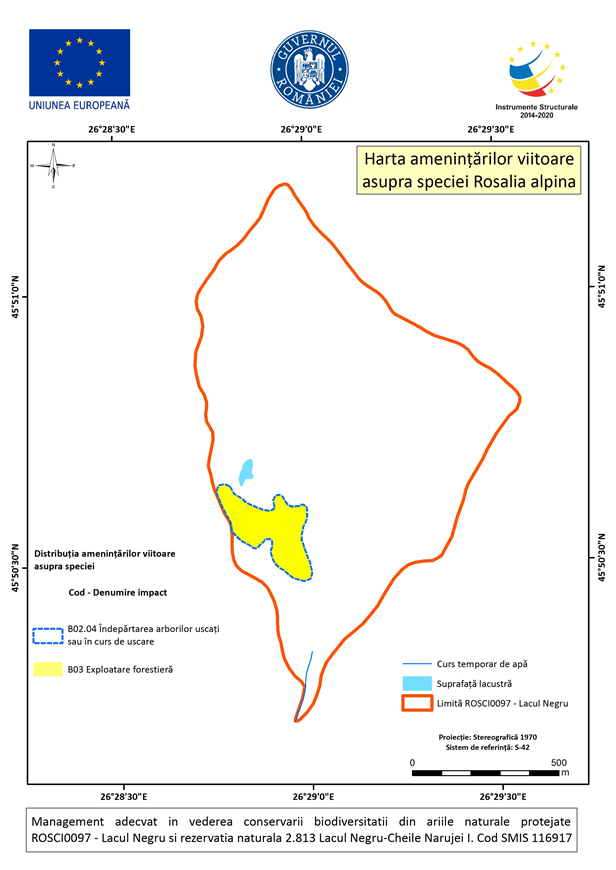 UNIUNEA EUROPEANĂ
GUVERNUL ROMÂNIEI
Instrumente Structurale
2014-2020
26°28'30"E
26°29'0"E
26°29'30"E
N
Harta amenințărilor viitoare
asupra speciei Rosalia alpina
S
45°51'0"N
45°51'0"N
45°50'30"N
45°50'30"N
Distribuția amenințărilor viitoare
asupra speciei
Cod - Denumire impact
B02.04 Îndepărtarea arborilor uscați
sau în curs de uscare
B03 Exploatare forestieră
Curs temporar de apă
Suprafață lacustră
Limită ROSCI0097 - Lacul Negru
Proiecție: Stereografică 1970
Sistem de referință: S-42
0 500
m
26°28'30"E
26°29'0"E
26°29'30"E
Management adecvat in vederea conservarii biodiversitatii din ariile naturale protejate
ROSCI0097 - Lacul Negru si rezervatia naturala 2.813 Lacul Negru-Cheile Narujei I. Cod SMIS 116917